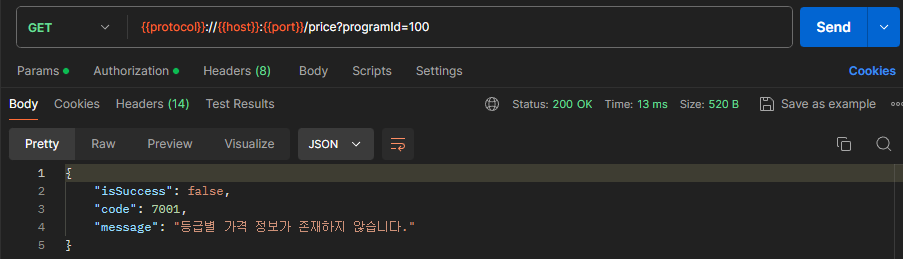 GET {{protocol}}://{{host}}:{{port}}/price?programId=100 Send
Params Authorization Headers (8) Body Scripts Settings Cookies
Body Cookies Headers (14) Test Results Status: 200 OK Time: 13 ms Size: 520 B Save as example
Pretty Raw Preview Visualize JSON
1 {
2 "isSuccess": false,
3 "code": 7001,
4 "message": "등급별 가격 정보가 존재하지 않습니다."
5 }